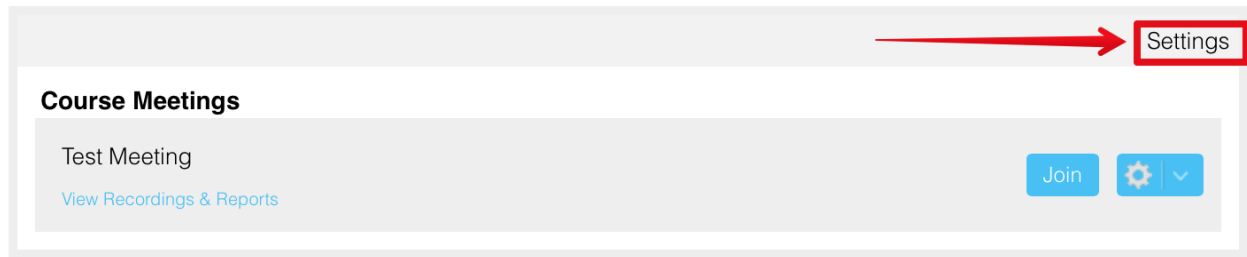 Settings
Course Meetings
Test Meeting
Join
View Recordings & Reports